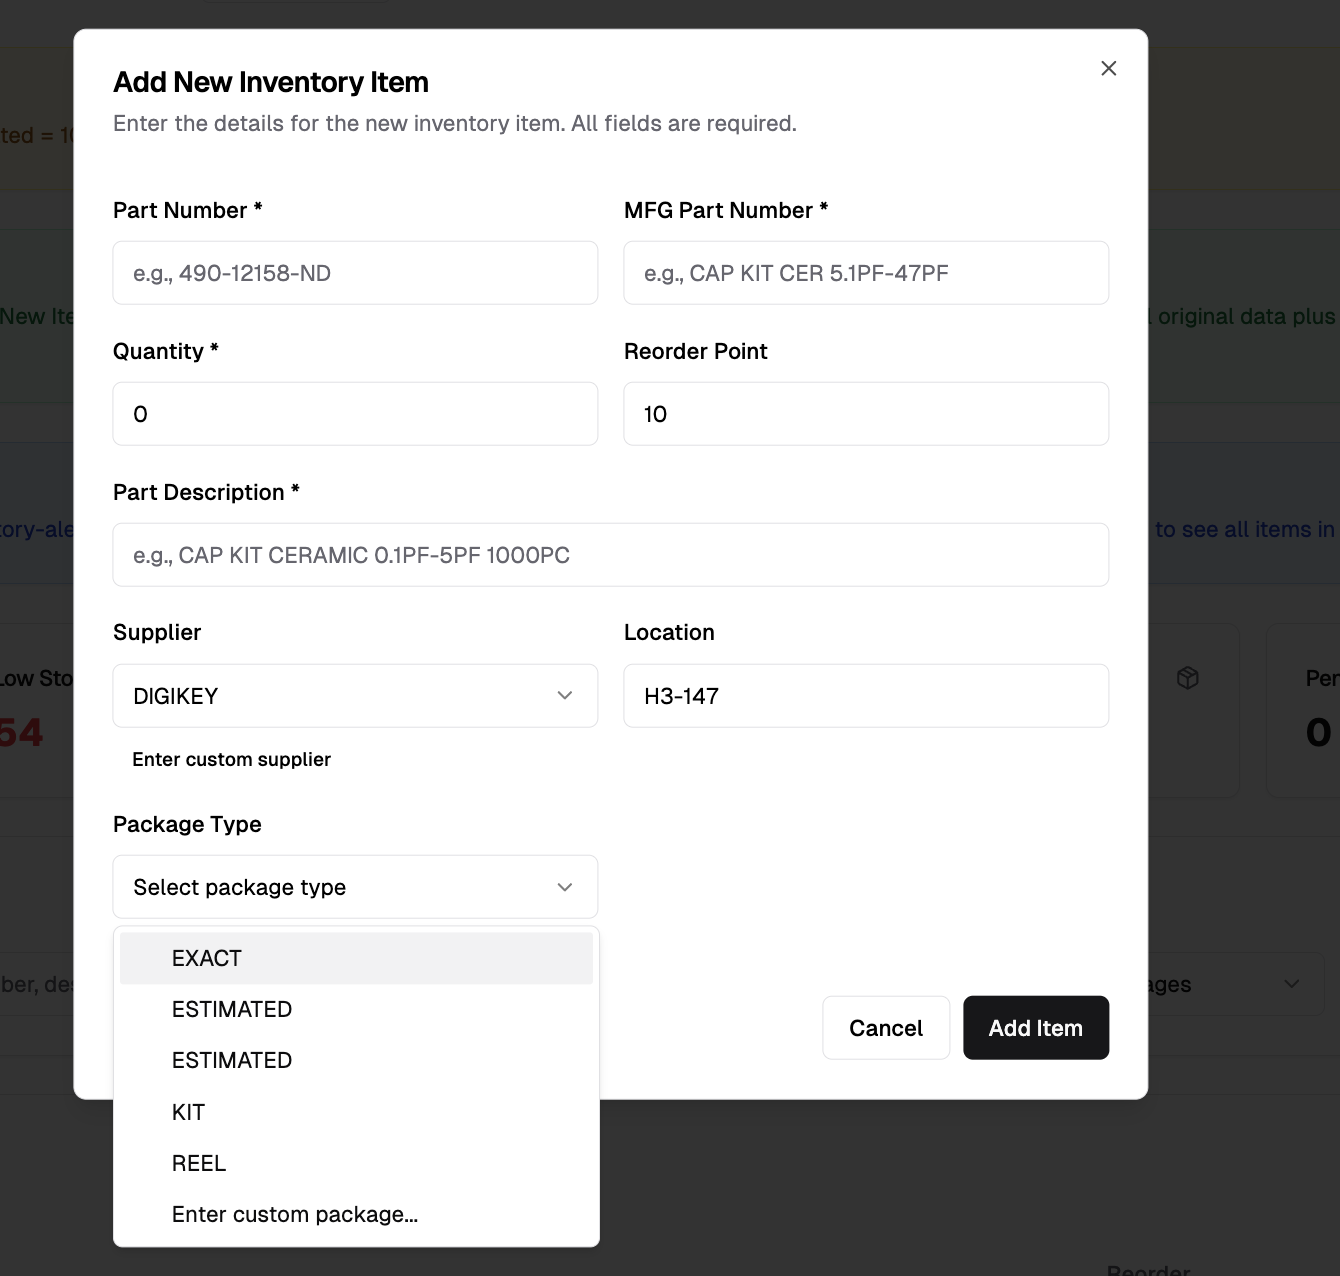 Add New Inventory Item
Enter the details for the new inventory item. All fields are required.
ted = 10
Part Number *
MFG Part Number *
e.g., 490-12158-ND
e.g., CAP KIT CER 5.1PF-47PF
New Ite
l original data plus
Quantity *
Reorder Point
0
10
Part Description *
tory-ale
to see all items in
e.g., CAP KIT CERAMIC 0.1PF-5PF 1000PC
Supplier
Location
Low Sto
Per
DIGIKEY
H3-147
54
0
Enter custom supplier
Package Type
Select package type
EXACT
ber, des
ages
ESTIMATED
Cancel
Add Item
ESTIMATED
KIT
REEL
Enter custom package...
Reorder